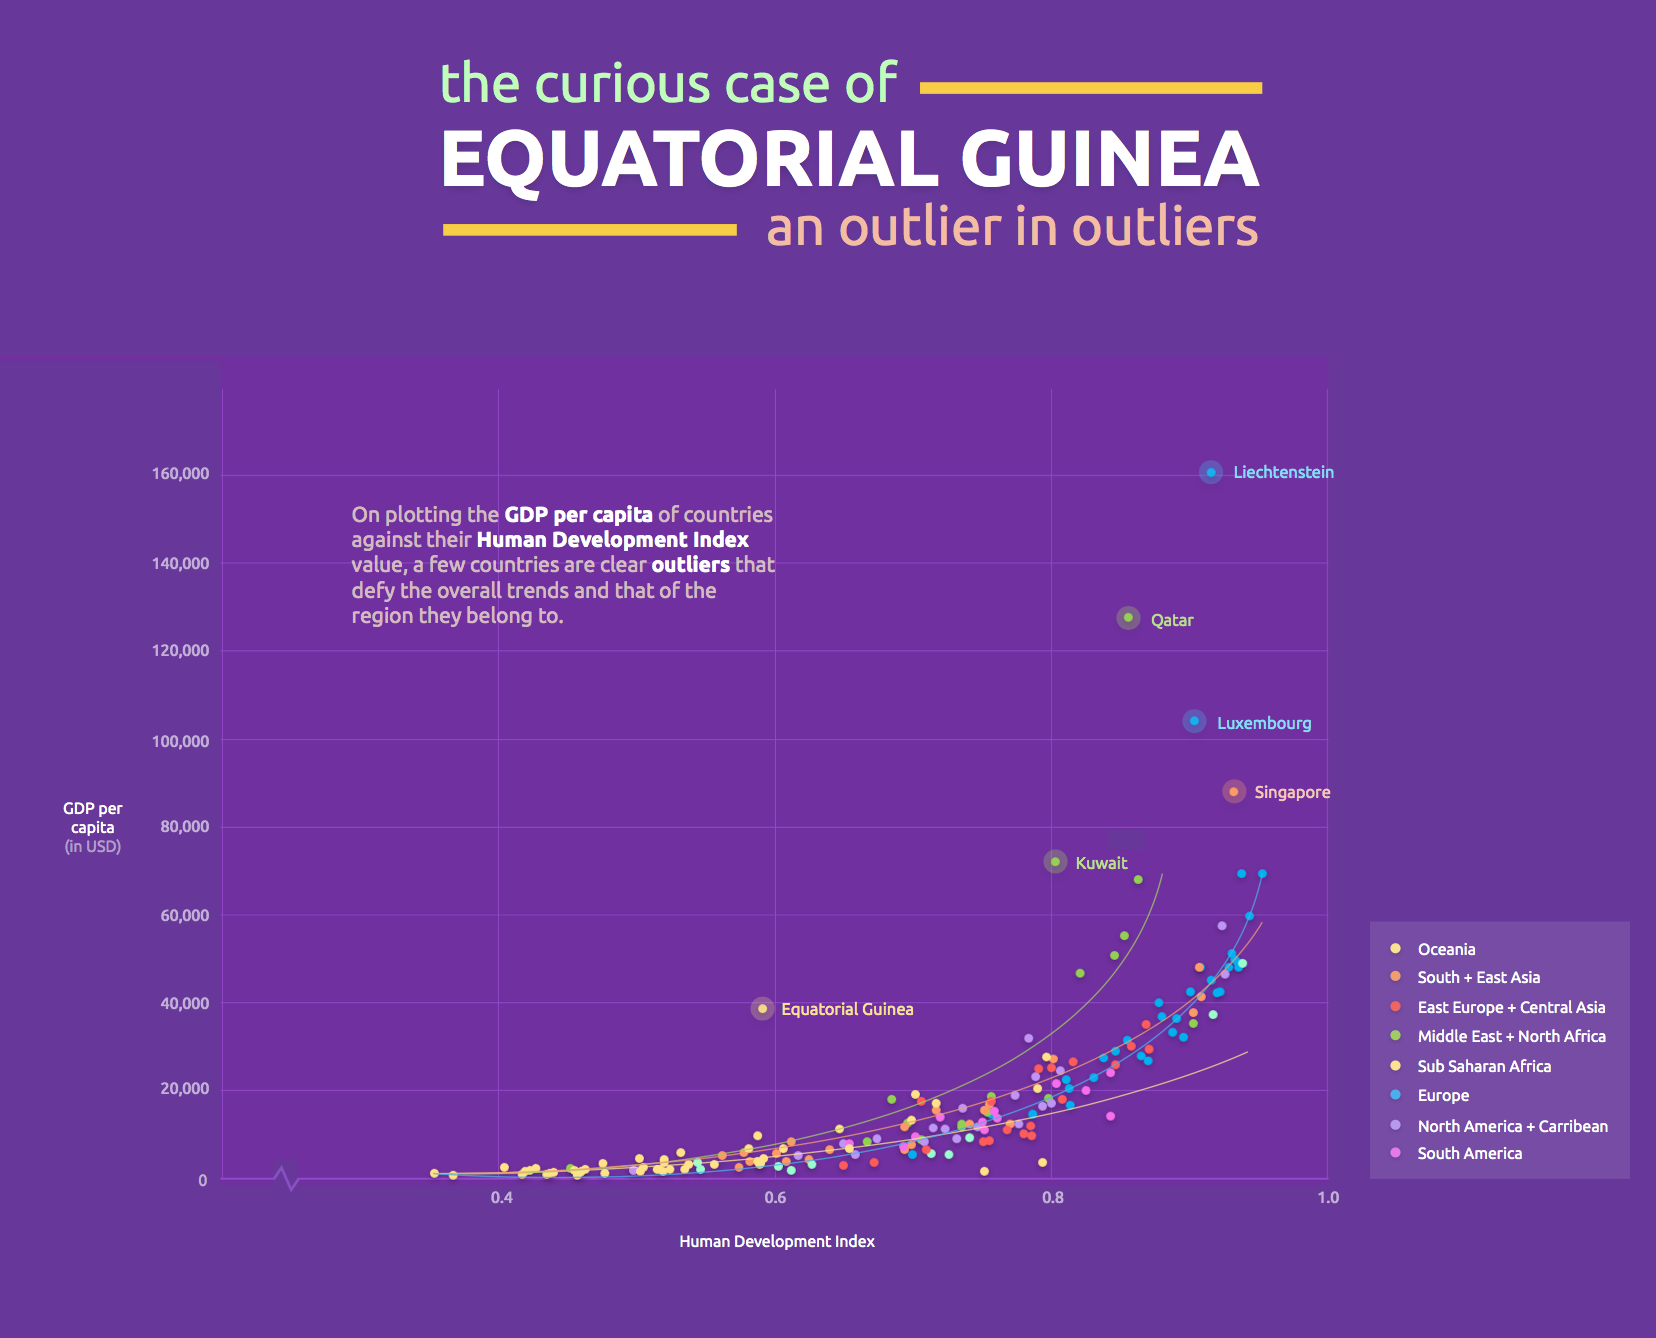 the curious case of
EQUATORIAL GUINEA
an outlier in outliers
160,000
140,000
120,000
100,000
80,000
60,000
40,000
20,000
0
GDP per
capita
(in USD)
On plotting the GDP per capita of countries
against their Human Development Index
value, a few countries are clear outliers that
defy the overall trends and that of the
region they belong to.
Liechtenstein
Qatar
Luxembourg
Singapore
Kuwait
Equatorial Guinea
0.4
0.6
0.8
1.0
Human Development Index
Oceania
South + East Asia
East Europe + Central Asia
Middle East + North Africa
Sub Saharan Africa
Europe
North America + Carribean
South America